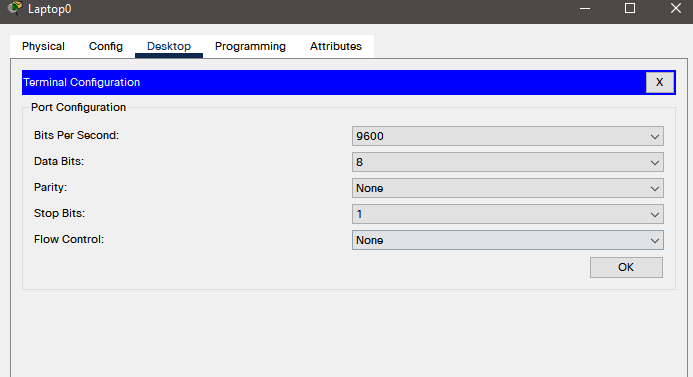 Laptop0
Physical Config Desktop Programming Attributes
Terminal Configuration X
Port Configuration
Bits Per Second: 9600
Data Bits: 8
Parity: None
Stop Bits: 1
Flow Control: None
OK